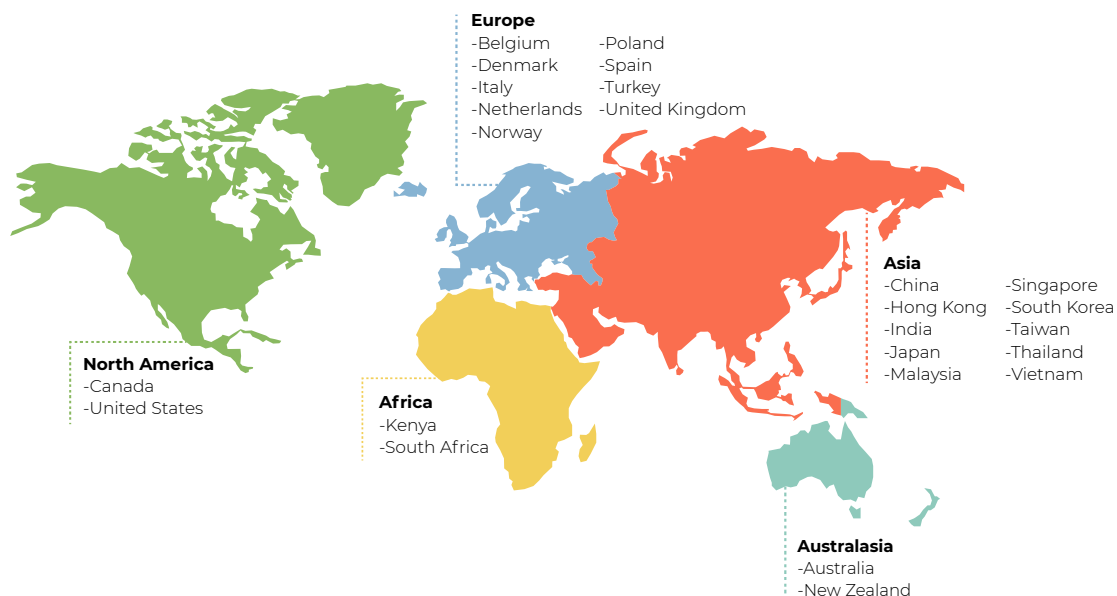 Europe
-Belgium
-Denmark
-Italy
-Netherlands
-Norway
-Poland
-Spain
-Turkey
-United Kingdom
North America
-Canada
-United States
Africa
-Kenya
-South Africa
Asia
-China
-Hong Kong
-India
-Japan
-Malaysia
-Singapore
-South Korea
-Taiwan
-Thailand
-Vietnam
Australasia
-Australia
-New Zealand